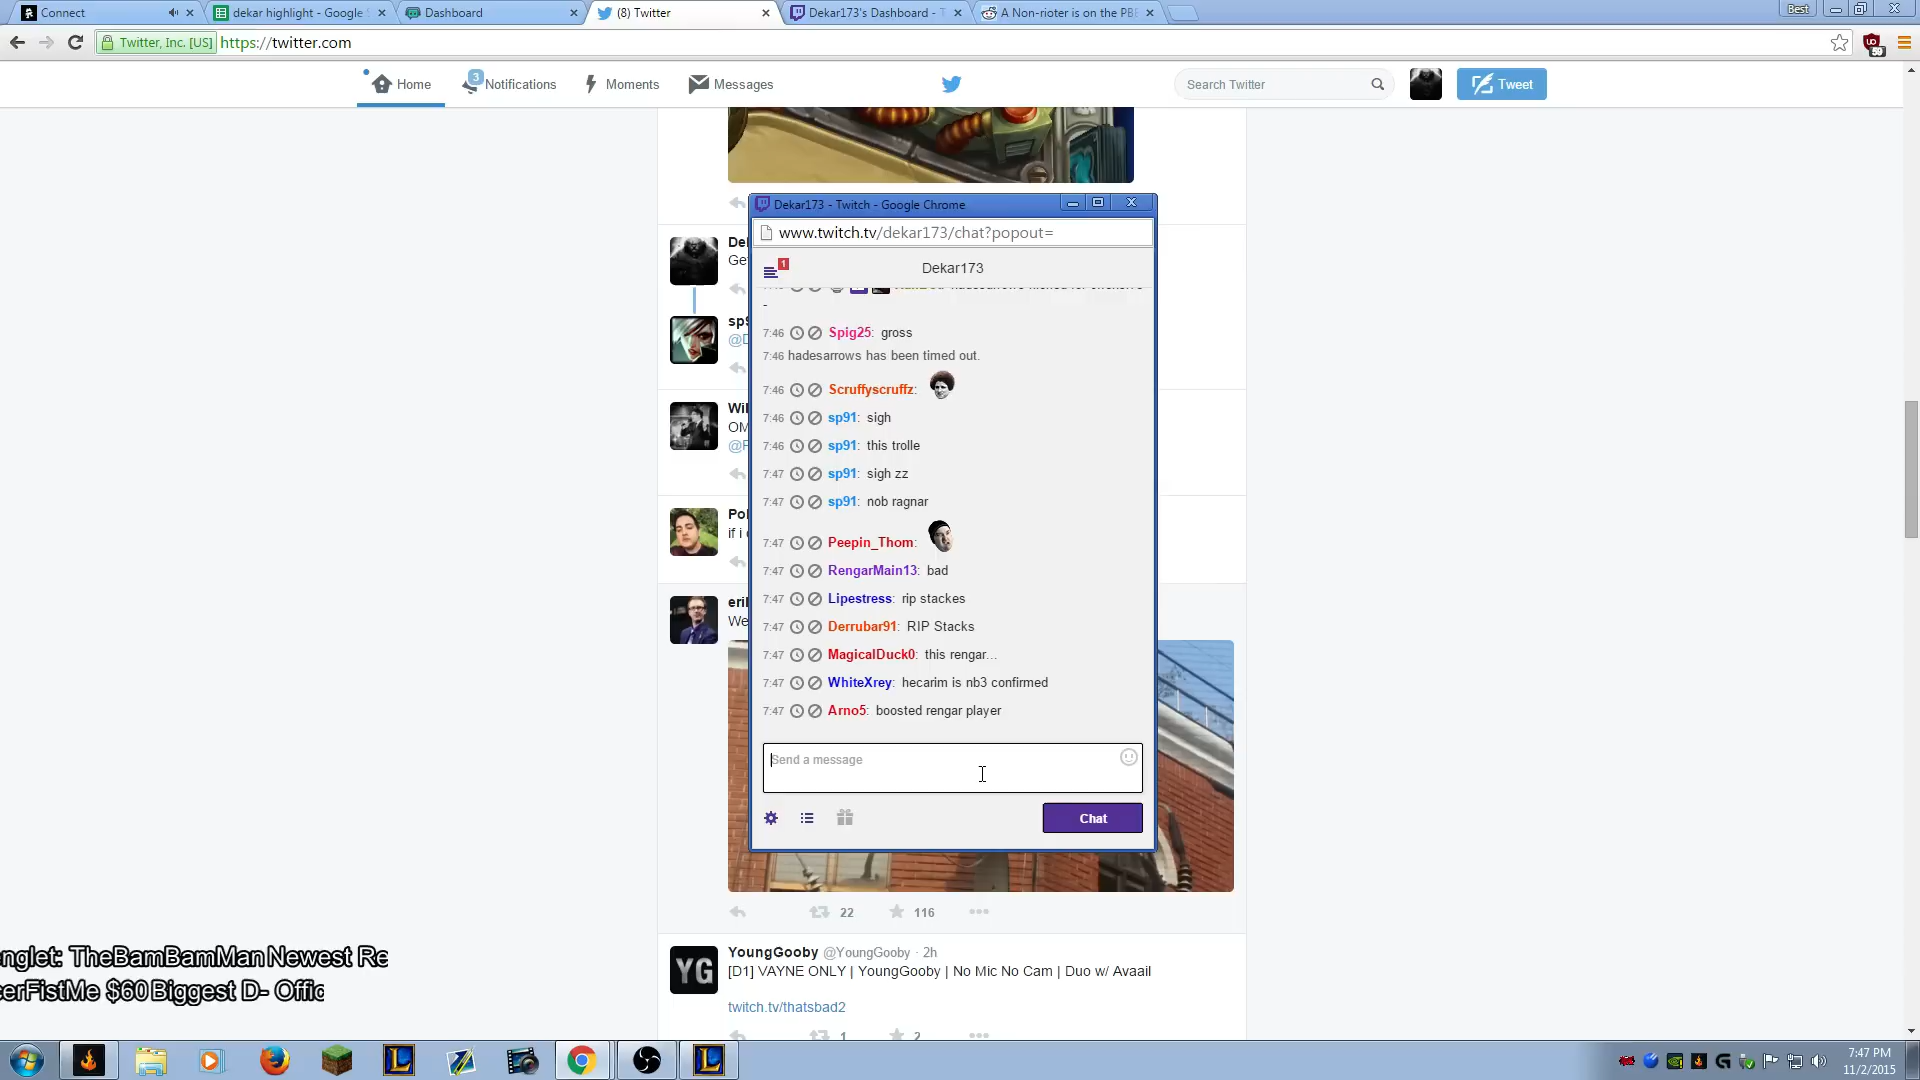 Connect
dekar highlight - Google S
Dashboard
(8) Twitter
Dekar173's Dashboard - T
A Non-rioter is on the PBE
Best
Twitter, Inc. [US] https://twitter.com
Home
3
Notifications
Moments
Messages
Search Twitter
Tweet
Dekar173 - Twitch - Google Chrome
www.twitch.tv/dekar173/chat?popout=
1
Dekar173
7:46 Spig25: gross
7:46 hadesarrows has been timed out.
7:46 Scruffyscruffz:
7:46 sp91: sigh
7:46 sp91: this trolle
7:47 sp91: sigh zz
7:47 sp91: nob ragnar
7:47 Peepin_Thom:
7:47 RengarMain13: bad
7:47 Lipestress: rip stackes
7:47 Derrubar91: RIP Stacks
7:47 MagicalDuck0: this rengar...
7:47 WhiteXrey: hecarim is nb3 confirmed
7:47 Arno5: boosted rengar player
Send a message
Chat
22 116
YoungGooby @YoungGooby · 2h
[D1] VAYNE ONLY | YoungGooby | No Mic No Cam | Duo w/ Avaail
twitch.tv/thatsbad2
1 2
YG
englet: TheBamBamMan Newest Re
cerFistMe $60 Biggest D- Offic
7:47 PM
11/2/2015